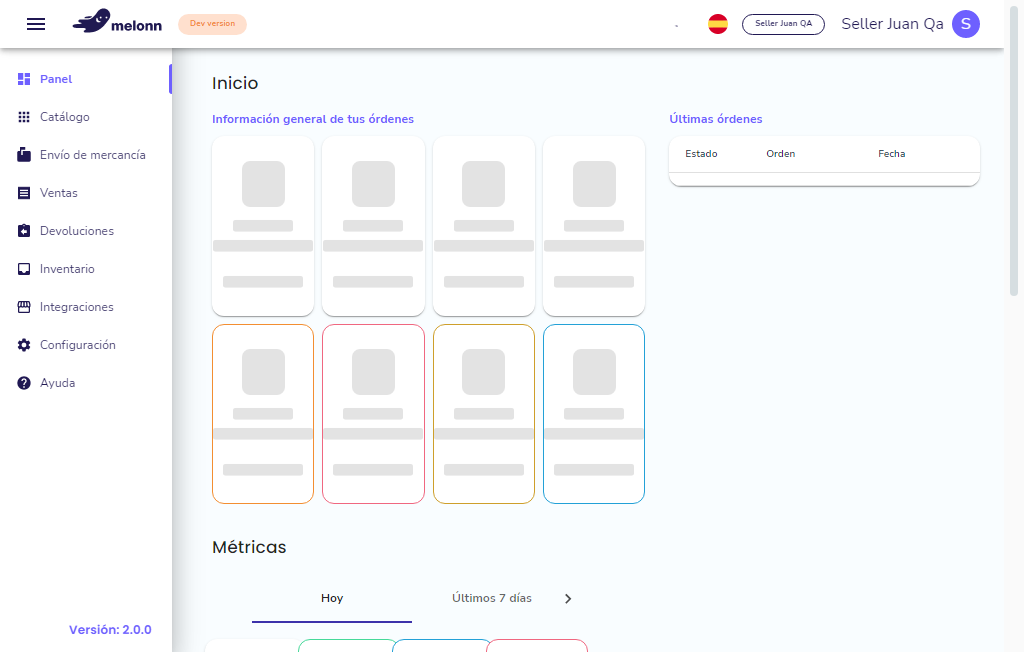 melonn
Dev version
Seller Juan QA
Seller Juan Qa
S
Panel
Catálogo
Envío de mercancía
Ventas
Devoluciones
Inventario
Integraciones
Configuración
Ayuda
Versión: 2.0.0
Inicio
Información general de tus órdenes
Últimas órdenes
Estado Orden Fecha
Métricas
Hoy Últimos 7 días